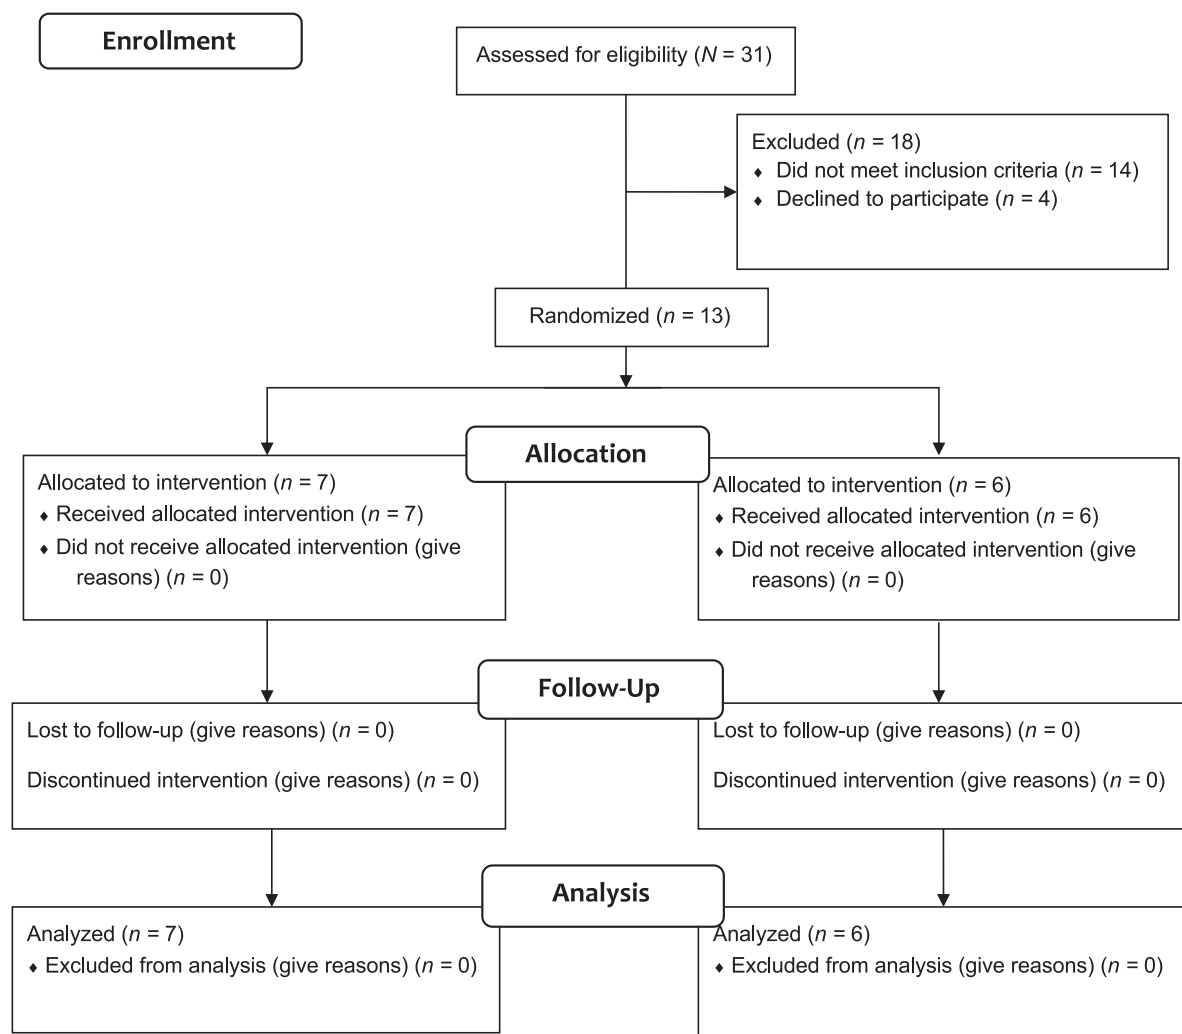 Enrollment
Assessed for eligibility (N = 31)
Excluded (n = 18)
♦ Did not meet inclusion criteria (n = 14)
♦ Declined to participate (n = 4)
Randomized (n = 13)
Allocation
Allocated to intervention (n = 7)
♦ Received allocated intervention (n = 7)
♦ Did not receive allocated intervention (give
reasons) (n = 0)
Allocated to intervention (n = 6)
♦ Received allocated intervention (n = 6)
♦ Did not receive allocated intervention (give
reasons) (n = 0)
Follow-Up
Lost to follow-up (give reasons) (n = 0)
Discontinued intervention (give reasons) (n = 0)
Lost to follow-up (give reasons) (n = 0)
Discontinued intervention (give reasons) (n = 0)
Analysis
Analyzed (n = 7)
♦ Excluded from analysis (give reasons) (n = 0)
Analyzed (n = 6)
♦ Excluded from analysis (give reasons) (n = 0)